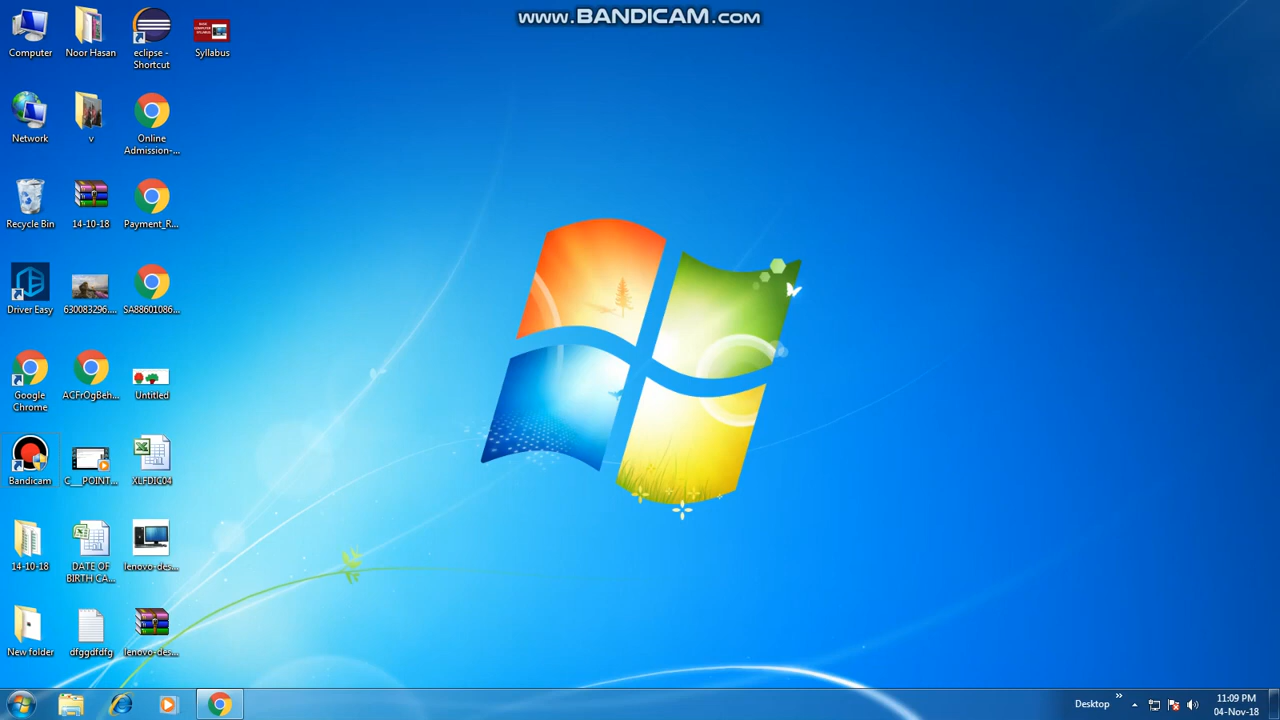 www.BANDICAM.com
Computer
Noor Hasan
eclipse -
Shortcut
Syllabus
Network
v
Online
Admission-...
Recycle Bin
14-10-18
Payment_R...
Driver Easy
630083296....
SA88601086...
Google
Chrome
ACFrOgBeh...
Untitled
Bandicam
C__POINT...
XLFDIC04
14-10-18
DATE OF
BIRTH CA...
lenovo-des...
New folder
dfggdfdfg
lenovo-des...
Desktop
11:09 PM
04-Nov-18